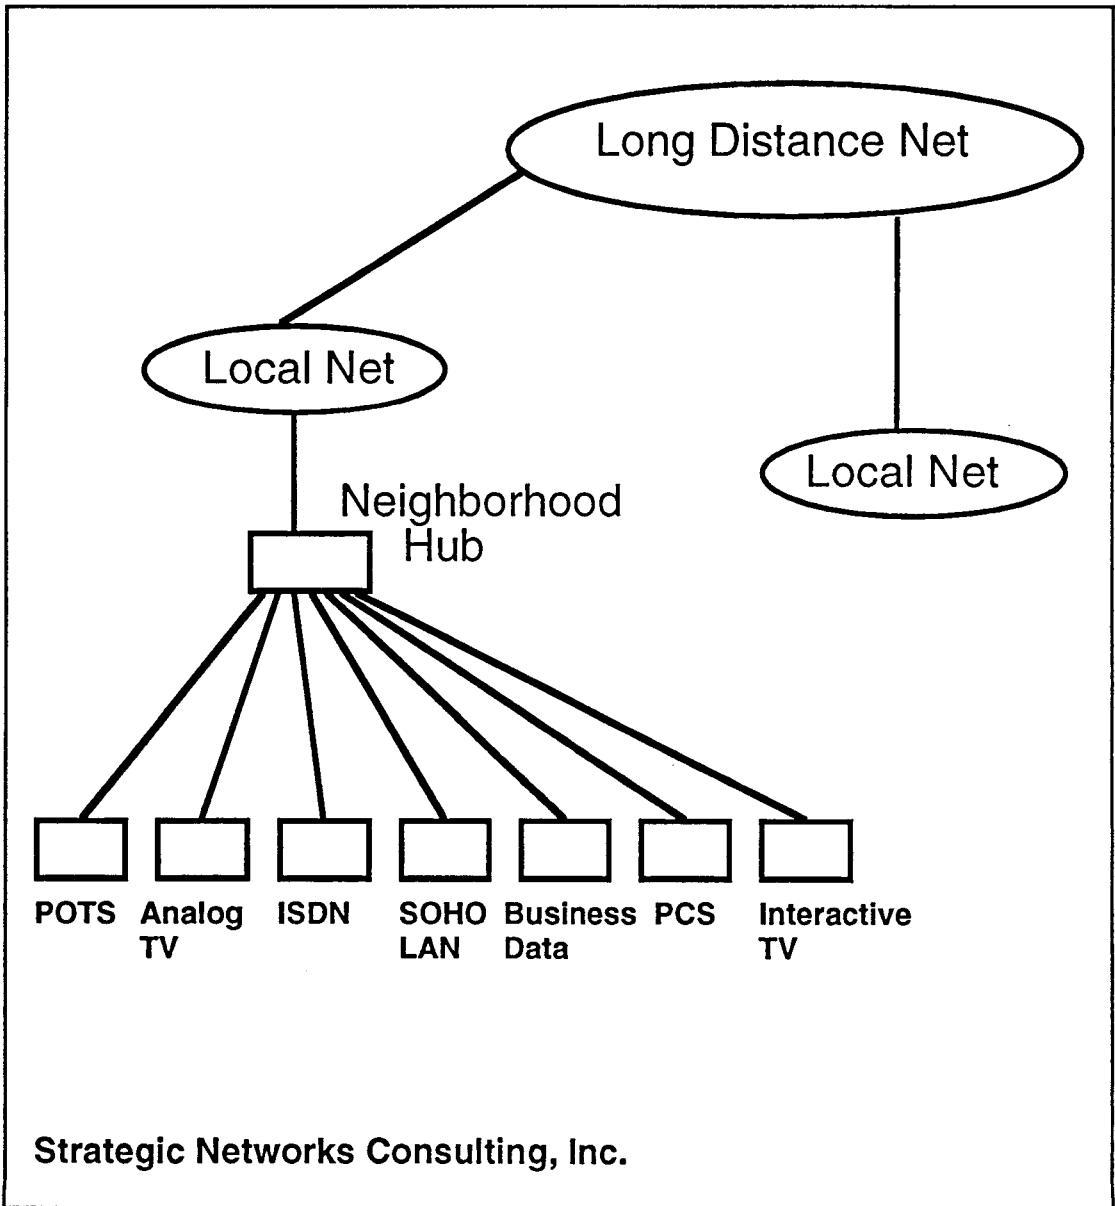 Long Distance Net
Local Net
Local Net
Neighborhood
Hub
POTS
Analog
TV
ISDN
SOHO
LAN
Business
Data
PCS
Interactive
TV
Strategic Networks Consulting, Inc.